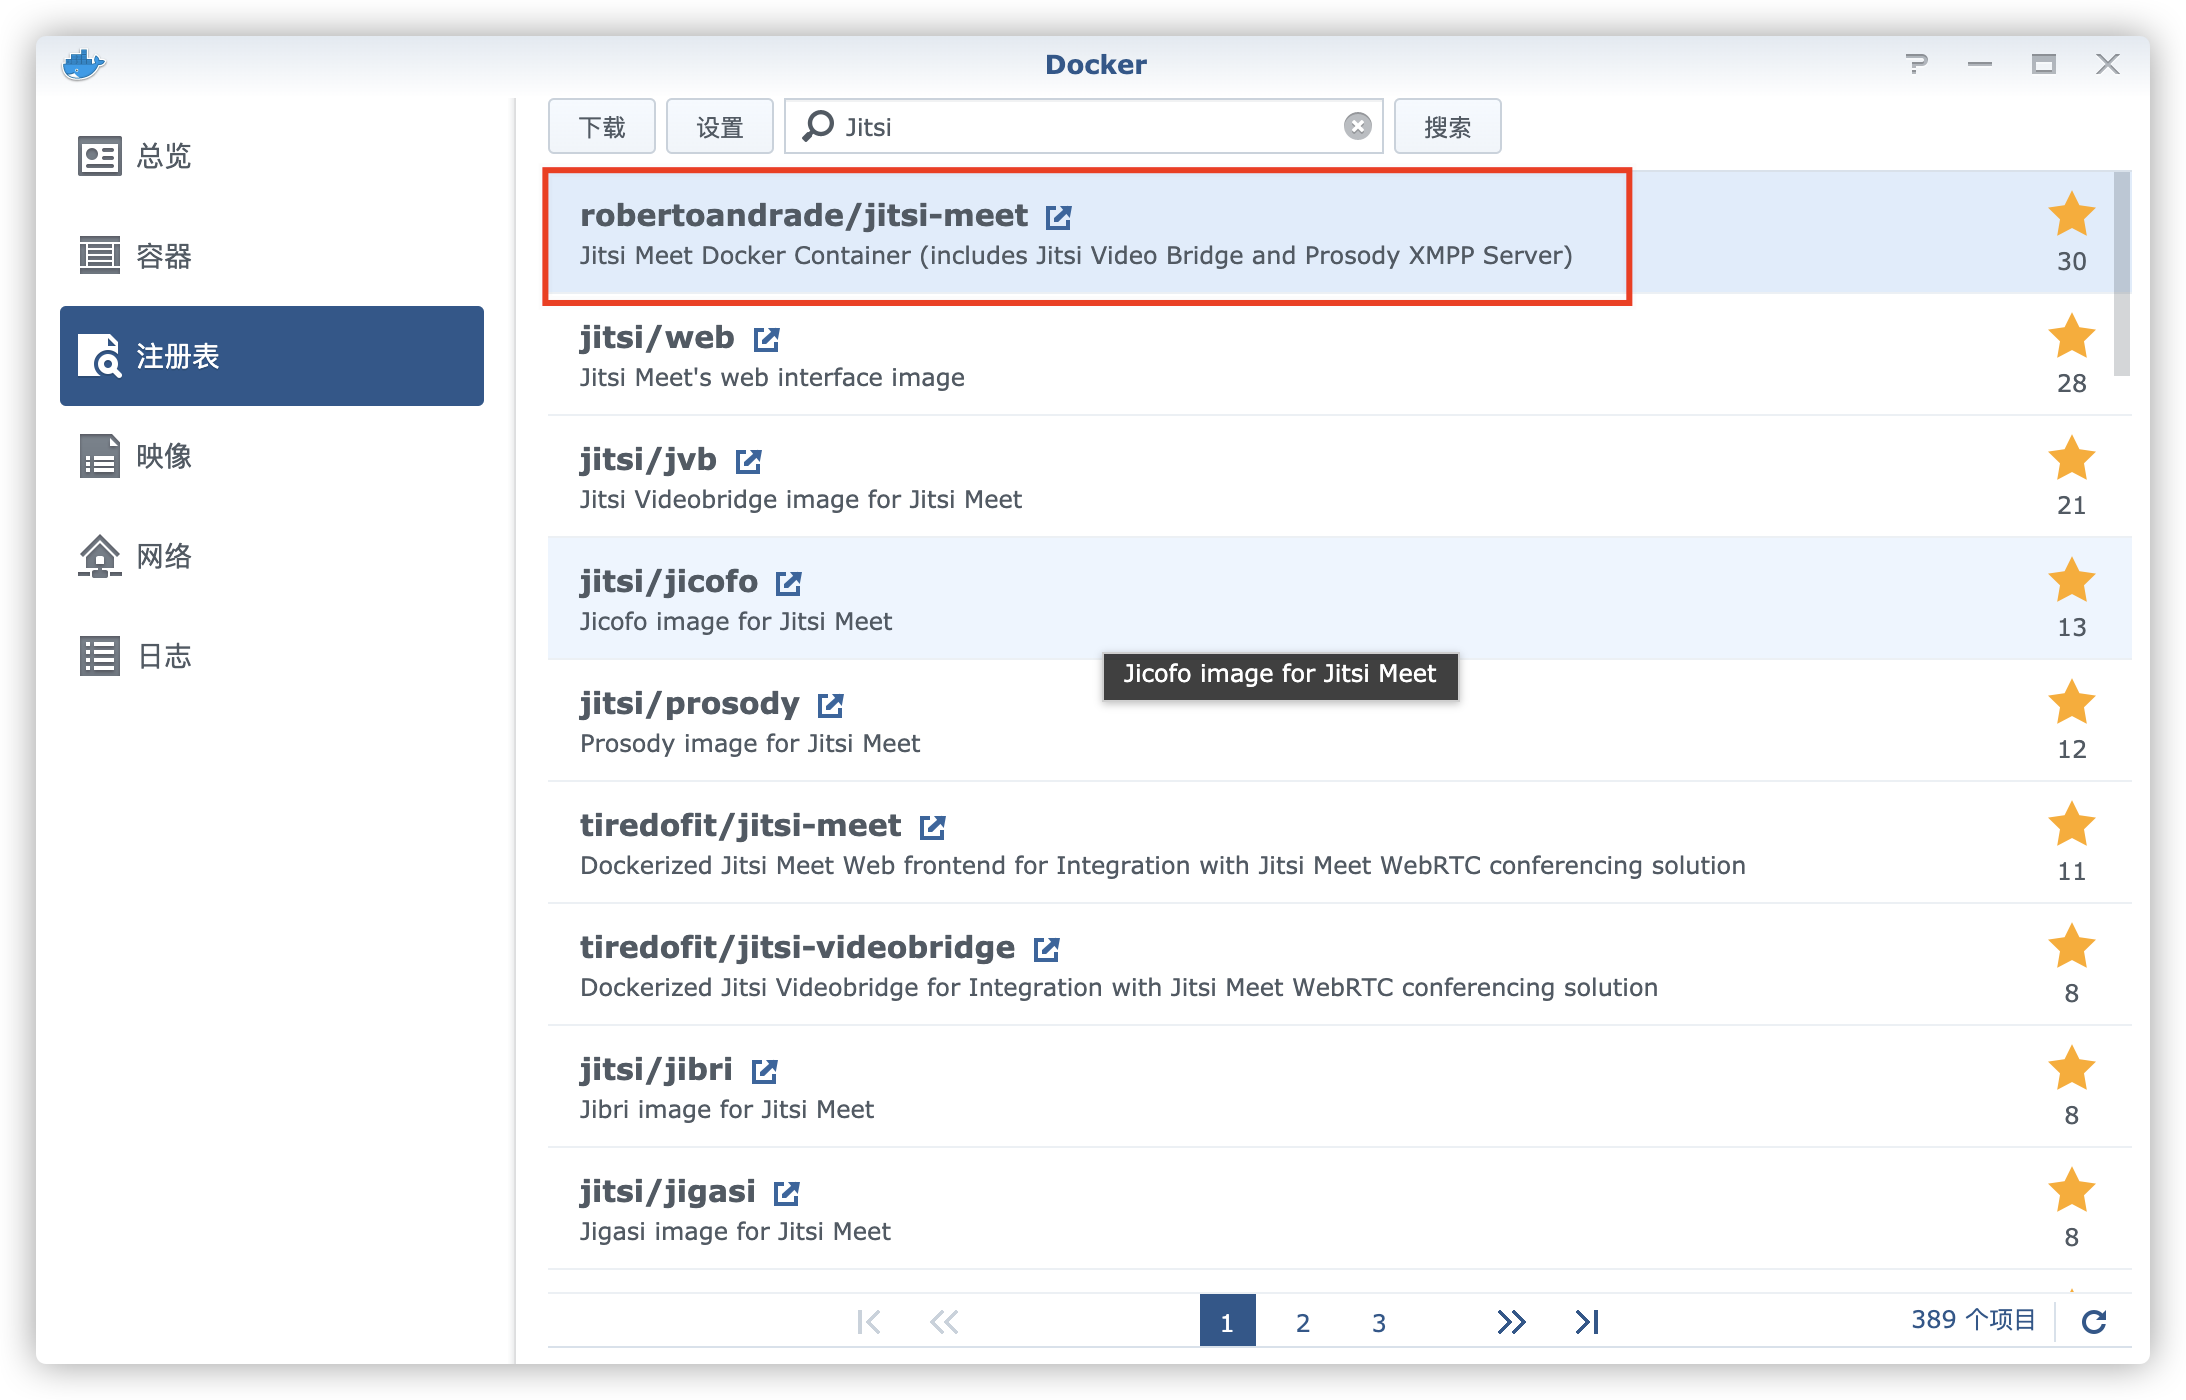 Docker
总览
容器
注册表
映像
网络
日志
下载 设置 Jitsi 搜索
robertoandrade/jitsi-meet
Jitsi Meet Docker Container (includes Jitsi Video Bridge and Prosody XMPP Server)
30
jitsi/web
Jitsi Meet's web interface image
28
jitsi/jvb
Jitsi Videobridge image for Jitsi Meet
21
jitsi/jicofo
Jicofo image for Jitsi Meet
13
Jicofo image for Jitsi Meet
jitsi/prosody
Prosody image for Jitsi Meet
12
tiredofit/jitsi-meet
Dockerized Jitsi Meet Web frontend for Integration with Jitsi Meet WebRTC conferencing solution
11
tiredofit/jitsi-videobridge
Dockerized Jitsi Videobridge for Integration with Jitsi Meet WebRTC conferencing solution
8
jitsi/jibri
Jibri image for Jitsi Meet
8
jitsi/jigasi
Jigasi image for Jitsi Meet
8
1 2 3 389 个项目